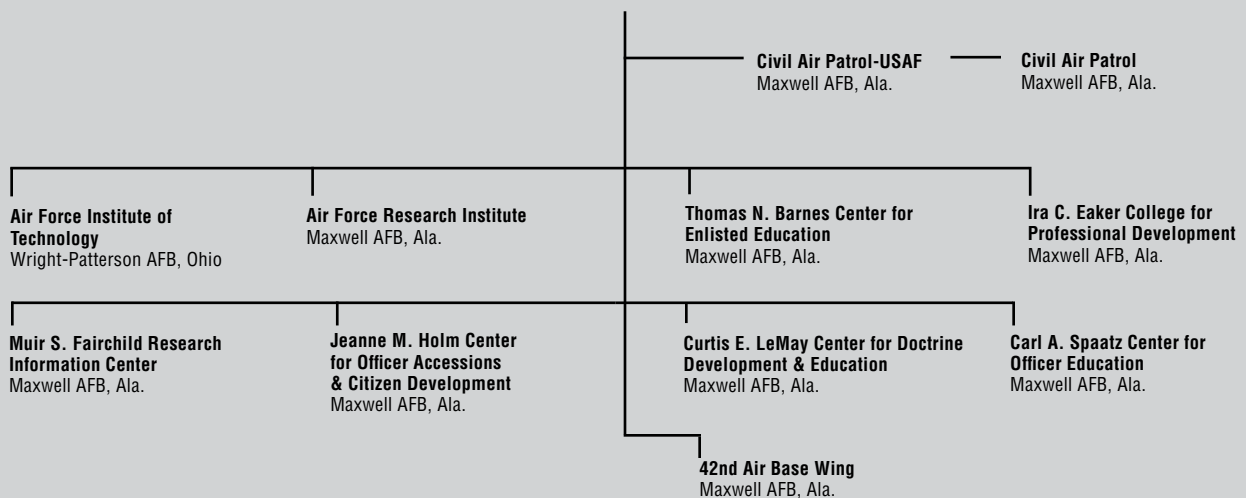 Civil Air Patrol-USAF
Maxwell AFB, Ala.
Civil Air Patrol
Maxwell AFB, Ala.
Air Force Institute of
Technology
Wright-Patterson AFB, Ohio
Air Force Research Institute
Maxwell AFB, Ala.
Thomas N. Barnes Center for
Enlisted Education
Maxwell AFB, Ala.
Ira C. Eaker College for
Professional Development
Maxwell AFB, Ala.
Muir S. Fairchild Research
Information Center
Maxwell AFB, Ala.
Jeanne M. Holm Center
for Officer Accessions
& Citizen Development
Maxwell AFB, Ala.
Curtis E. LeMay Center for Doctrine
Development & Education
Maxwell AFB, Ala.
Carl A. Spaatz Center for
Officer Education
Maxwell AFB, Ala.
42nd Air Base Wing
Maxwell AFB, Ala.